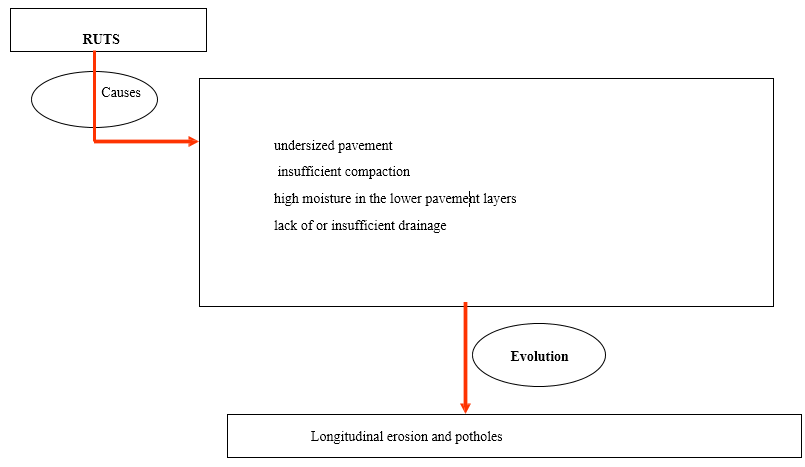 RUTS
Causes
undersized pavement
insufficient compaction
high moisture in the lower pavement layers
lack of or insufficient drainage
Evolution
Longitudinal erosion and potholes